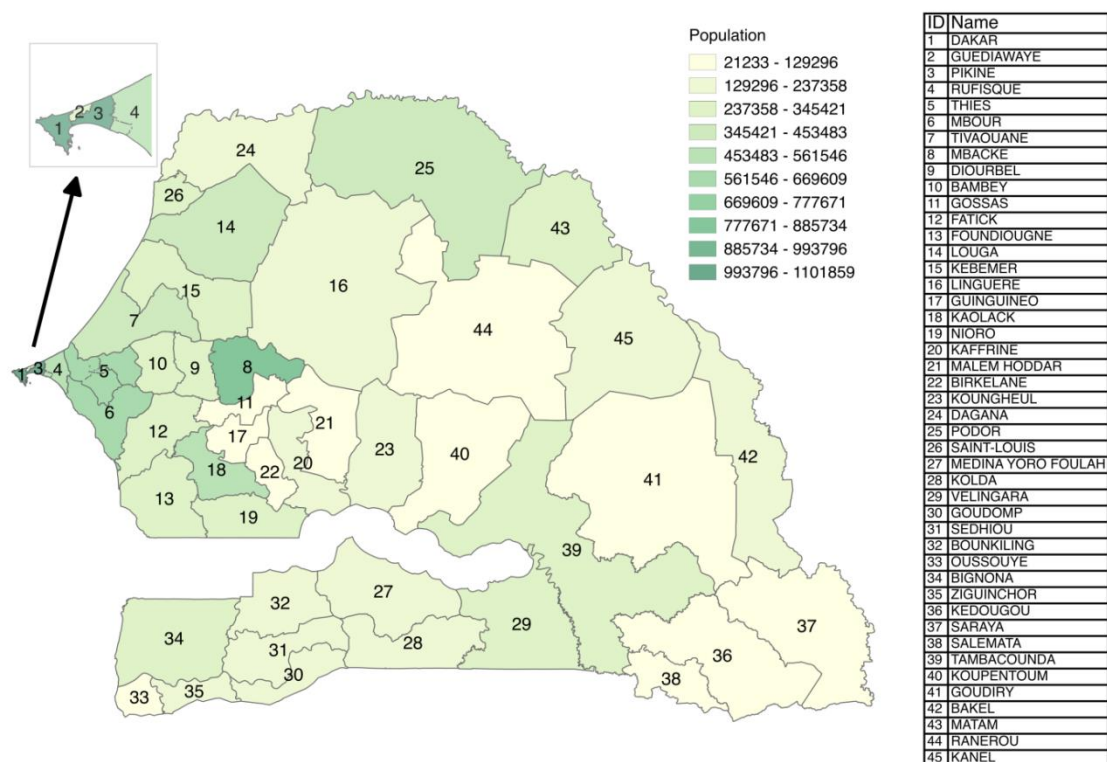 Population
21233 - 129296
129296 - 237358
237358 - 345421
345421 - 453483
453483 - 561546
561546 - 669609
669609 - 777671
777671 - 885734
885734 - 993796
993796 - 1101859
2
3
4
1
24
25
26
43
14
16
15
7
44
45
10
9
8
1
3
4
5
11
6
12
17
21
23
40
41
42
18
22
20
13
19
39
32
27
34
28
29
31
30
36
37
38
33
35
ID Name
1 DAKAR
2 GUEDIAWAYE
3 PIKINE
4 RUFISQUE
5 THIES
6 MBOUR
7 TIVAOUANE
8 MBACKE
9 DIOURBEL
10 BAMBEY
11 GOSSAS
12 FATICK
13 FOUNDIOUGNE
14 LOUGA
15 KEBEMER
16 LINGUERE
17 GUINGUINEO
18 KAOLACK
19 NIORO
20 KAFFRINE
21 MALEM HODDAR
22 BIRKELANE
23 KOUNGHEUL
24 DAGANA
25 PODOR
26 SAINT-LOUIS
27 MEDINA YORO FOULAH
28 KOLDA
29 VELINGARA
30 GOUDOMP
31 SEDHIOU
32 BOUNKILING
33 OUSSOUYE
34 BIGNONA
35 ZIGUINCHOR
36 KEDOUGOU
37 SARAYA
38 SALEMATA
39 TAMBACOUNDA
40 KOUPENTOUM
41 GOUDIRY
42 BAKEL
43 MATAM
44 RANEROU
45 KANEL